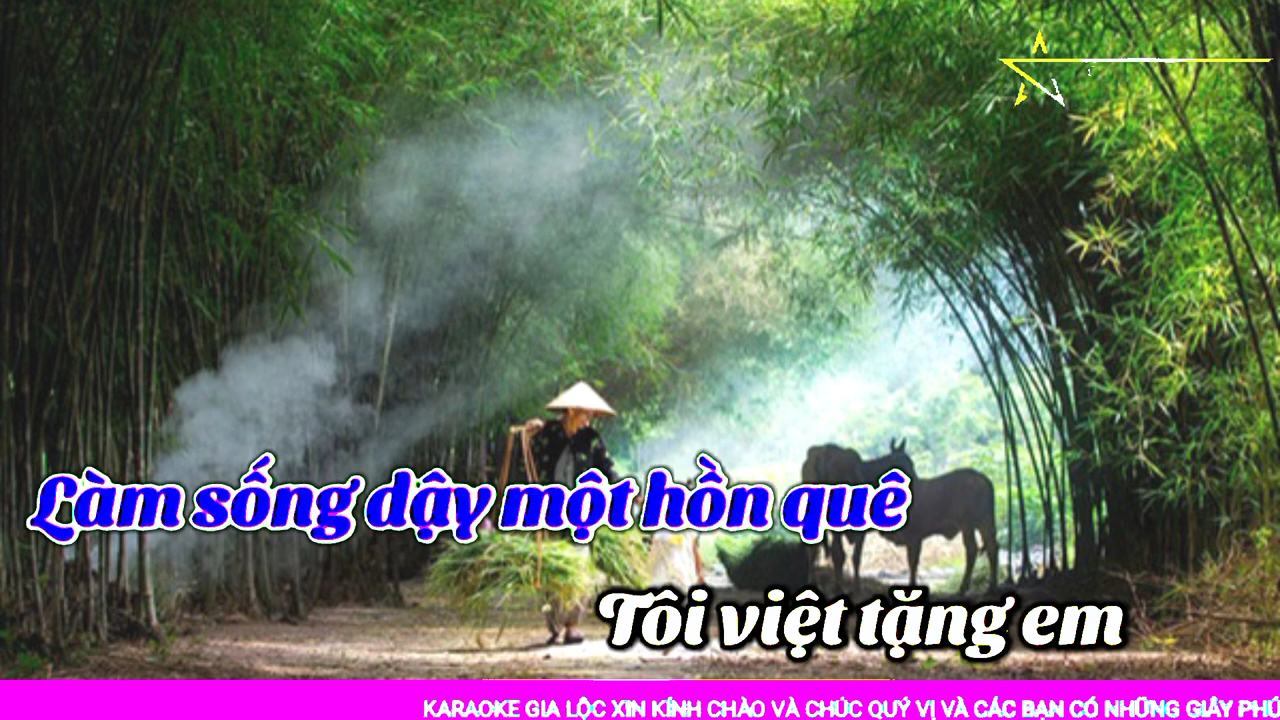 Làm sống dậy một hồn quê
Tôi việt tặng em
KARAOKE GIA LỘC XIN KÍNH CHÀO VÀ CHÚC QUÝ VỊ VÀ CÁC BẠN CÓ NHỮNG GIÂY PHÚ